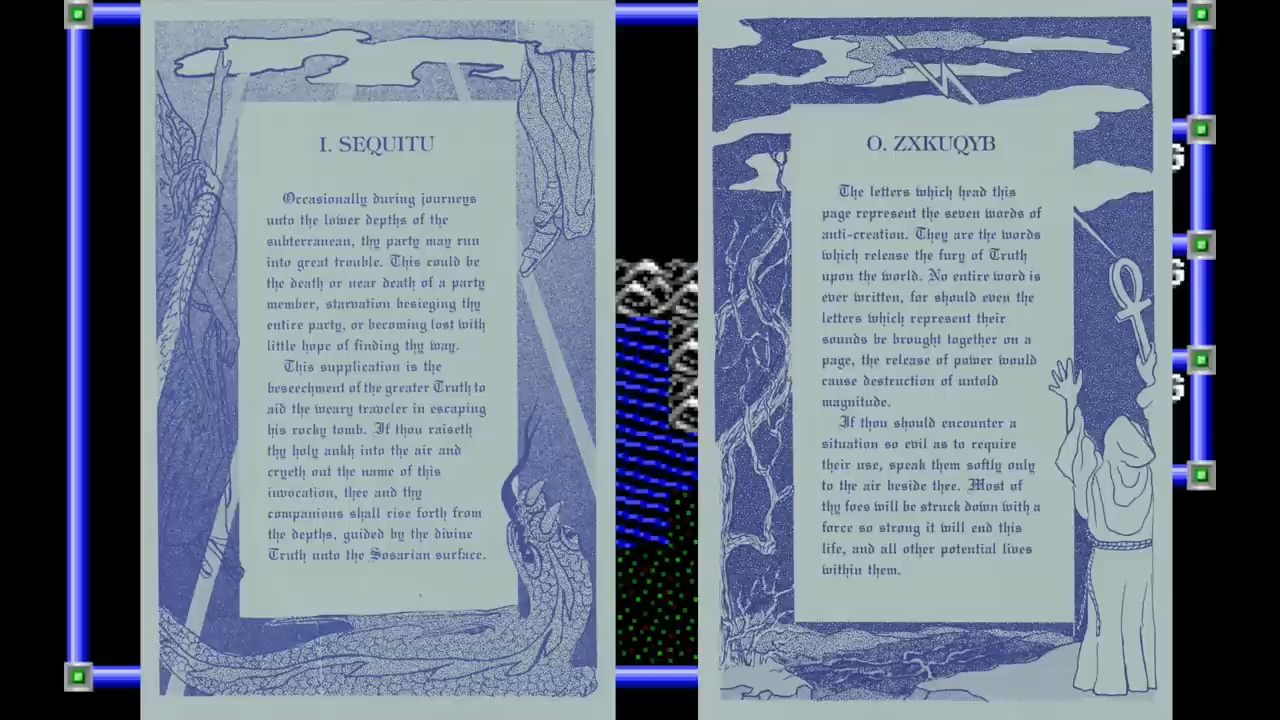 I. SEQUITU
Occasionally during journeys
unto the lower depths of the
subterranean, thy party may run
into great trouble. This could be
the death or near death of a party
member, starvation besieging thy
entire party, or becoming lost with
little hope of finding thy way.
This supplication is the
beseechment of the greater Truth to
aid the weary traveler in escaping
his rocky tomb. If thou raiseth
thy holy ankh into the air and
cryeth out the name of this
invocation, thee and thy
companions shall rise forth from
the depths, guided by the divine
Truth unto the Sosarian surface.
O. ZXKUQYB
The letters which head this
page represent the seven words of
anti-creation. They are the words
which release the fury of Truth
upon the world. No entire word is
ever written, for should even the
letters which represent their
sounds be brought together on a
page, the release of power would
cause destruction of untold
magnitude.
If thou should encounter a
situation so evil as to require
their use, speak them softly only
to the air beside thee. Most of
thy foes will be struck down with a
force so strong it will end this
life, and all other potential lives
within them.